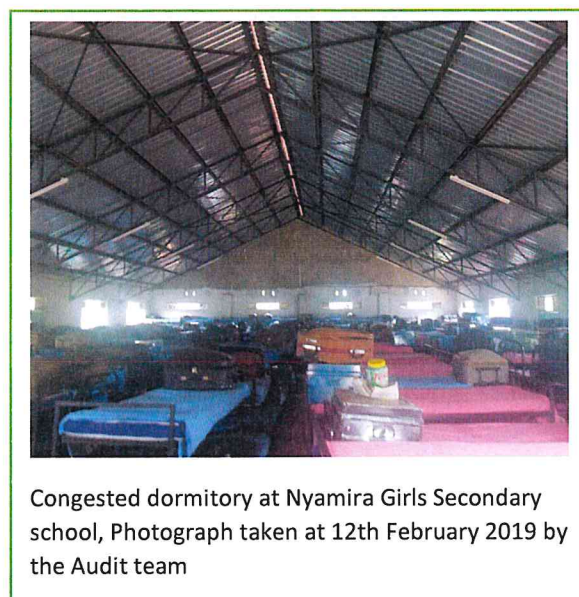 Congested dormitory at Nyamira Girls Secondary
school, Photograph taken at 12th February 2019 by
the Audit team